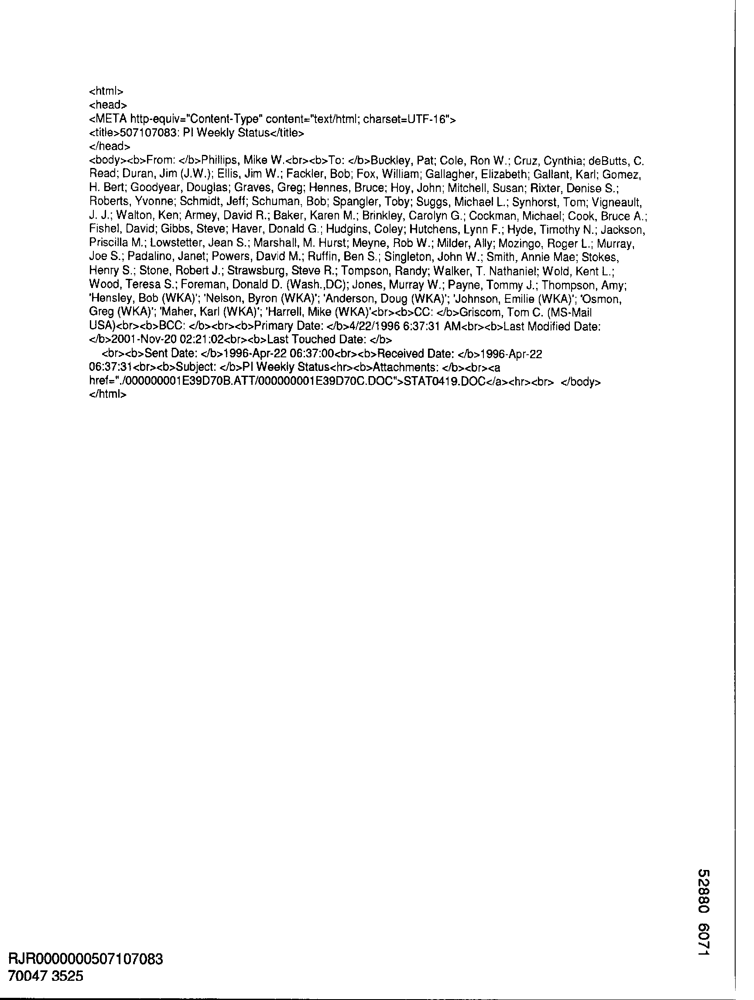 <html>
<head>
<META http-equiv="Content-Type" content="text/html; charset=UTF-16">
<title>507107083: PI Weekly Status</title>
</head>
<body><b>From: </b>Phillips, Mike W.<br><b>To: </b>Buckley, Pat; Cole, Ron W.; Cruz, Cynthia; deButts, C.
Read; Duran, Jim (J.W.); Ellis, Jim W.; Fackler, Bob; Fox, William; Gallagher, Elizabeth; Gallant, Karl; Gomez,
H. Bert; Goodyear, Douglas; Graves, Greg; Hennes, Bruce; Hoy, John; Mitchell, Susan; Rixter, Denise S.;
Roberts, Yvonne; Schmidt, Jeff; Schuman, Bob; Spangler, Toby; Suggs, Michael L.; Synhorst, Tom; Vigneault,
J. J.; Walton, Ken; Armey, David R.; Baker, Karen M.; Brinkley, Carolyn G.; Cockman, Michael; Cook, Bruce A.;
Fishel, David; Gibbs, Steve; Haver, Donald G.; Hudgins, Coley; Hutchens, Lynn F.; Hyde, Timothy N.; Jackson,
Priscilla M.; Lowstetter, Jean S.; Marshall, M. Hurst; Meyne, Rob W.; Milder, Ally; Mozingo, Roger L.; Murray,
Joe S.; Padalino, Janet; Powers, David M.; Ruffin, Ben S.; Singleton, John W.; Smith, Annie Mae; Stokes,
Henry S.; Stone, Robert J.; Strawsburg, Steve R.; Tompson, Randy; Walker, T. Nathaniel; Wold, Kent L.;
Wood, Teresa S.; Foreman, Donald D. (Wash.,DC); Jones, Murray W.; Payne, Tommy J.; Thompson, Amy;
'Hensley, Bob (WKA)'; 'Nelson, Byron (WKA)'; 'Anderson, Doug (WKA)'; 'Johnson, Emilie (WKA)'; 'Osmon,
Greg (WKA)'; 'Maher, Karl (WKA)'; 'Harrell, Mike (WKA)'<br><b>CC: </b>Griscom, Tom C. (MS-Mail
USA)<br><b>BCC: </b><br><b>Primary Date: </b>4/22/1996 6:37:31 AM<br><b>Last Modified Date:
</b>2001-Nov-20 02:21:02<br><b>Last Touched Date: </b>
<br><b>Sent Date: </b>1996-Apr-22 06:37:00<br><b>Received Date: </b>1996-Apr-22
06:37:31<br><b>Subject: </b>PI Weekly Status<hr><b>Attachments: </b><br><a
href="./000000001E39D70B.ATT/000000001E39D70C.DOC">STAT0419.DOC</a><hr><br> </body>
</html>
52880 6071
RJR0000000507107083
70047 3525